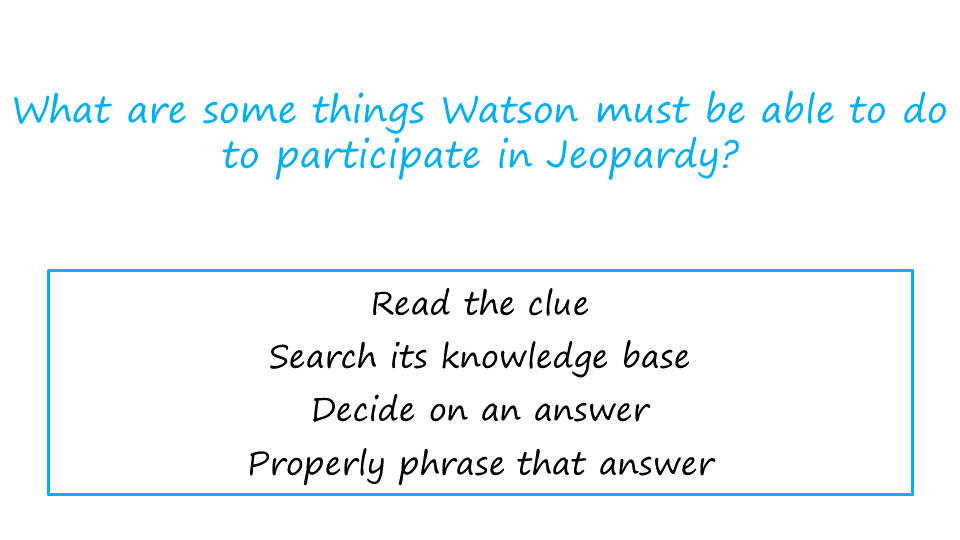 What are some things Watson must be able to do
to participate in Jeopardy?
Read the clue
Search its knowledge base
Decide on an answer
Properly phrase that answer